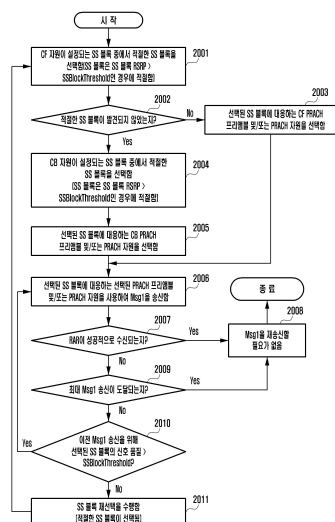 시 작
CF 자원이 설정되는 SS 블록 중에서 적절한 SS 블록을
선택함(SS 블록은 SS 블록 RSRP >
SSBlockThreshold인 경우에 적절함)
2001
2002
적절한 SS 블록이 발견되지 않았는지?
No
2003
선택된 SS 블록에 대응하는 CF PRACH
프리앰블 및/또는 PRACH 자원을 선택함
Yes
2004
CB 자원이 설정되는 SS 블록 중에서 적절한
SS 블록을 선택함
(SS 블록은 SS 블록 RSRP >
SSBlockThreshold인 경우에 적절함)
2005
선택된 SS 블록에 대응하는 CB PRACH
프리앰블 및/또는 PRACH 자원을 선택함
2006
선택된 SS 블록에 대응하는 선택된 PRACH 프리앰블
및/또는 PRACH 자원을 사용하여 Msg1을 송신함
종 료
2007
RAR이 성공적으로 수신되는지?
Yes
2008
Msg1을 재송신할
필요가 없음
No
2009
최대 Msg1 송신이 도달되는지?
Yes
No
2010
이전 Msg1 송신을 위해
선택된 SS 블록의 신호 품질 >
SSBlockThreshold?
Yes
No
2011
SS 블록 재선택을 수행함
(적절한 SS 블록이 선택됨)